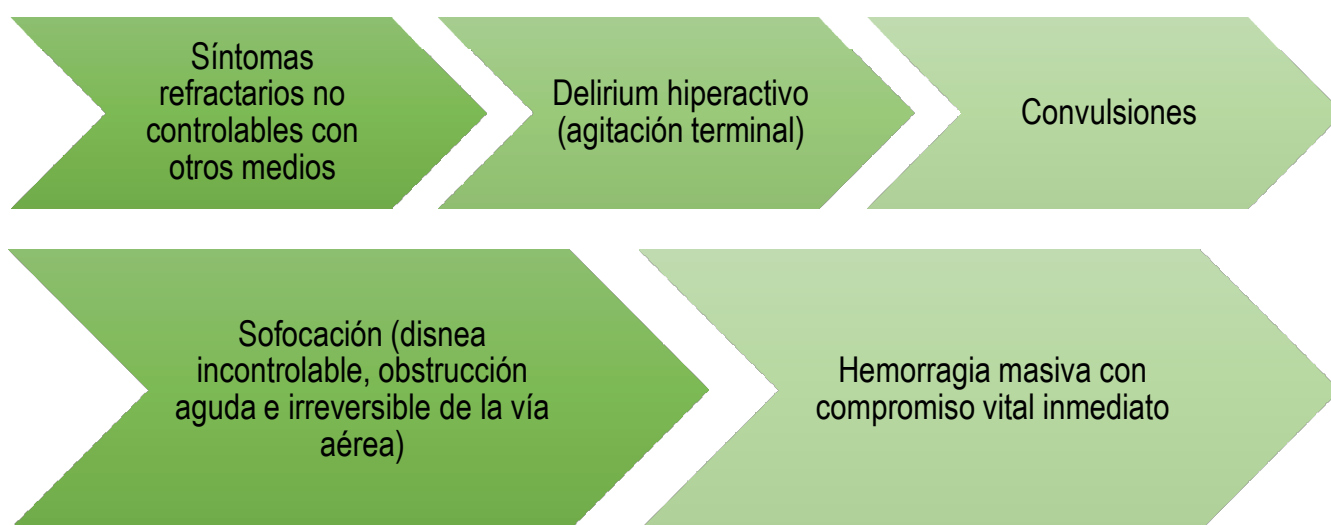 Síntomas
refractarios no
controlables con
otros medios
Delirium hiperactivo
(agitación terminal)
Convulsiones
Sofocación (disnea
incontrolable, obstrucción
aguda e irreversible de la vía
aérea)
Hemorragia masiva con
compromiso vital inmediato